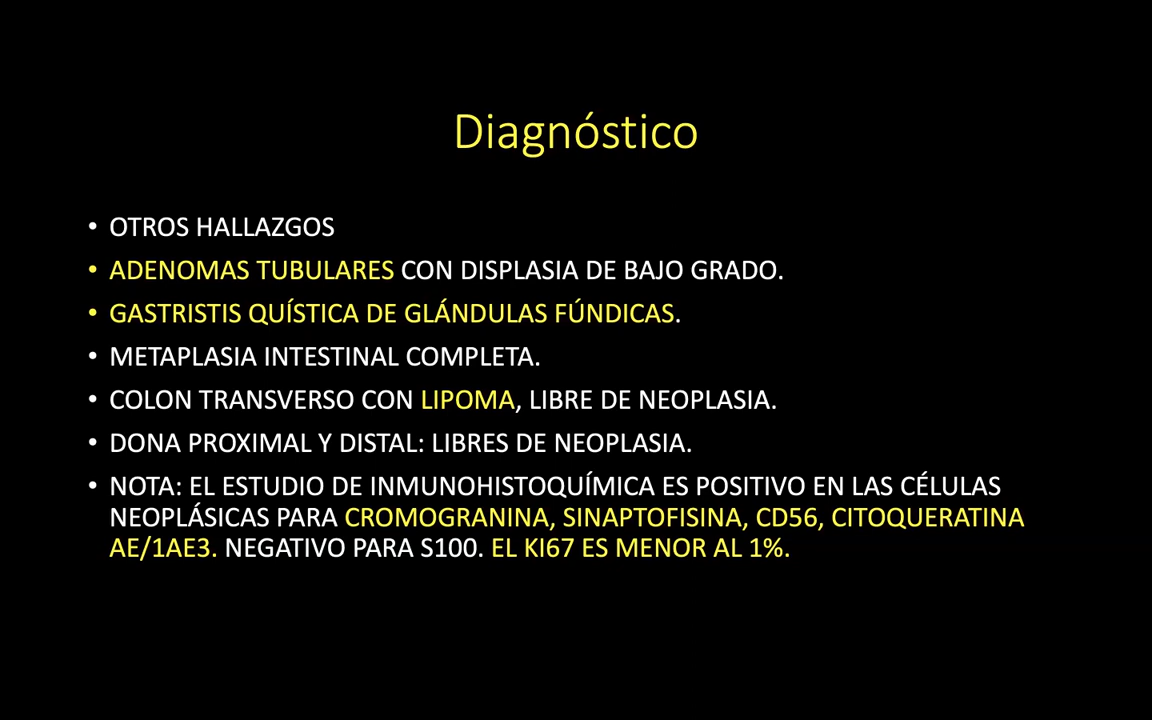 Diagnóstico
• OTROS HALLAZGOS
• ADENOMAS TUBULARES CON DISPLASIA DE BAJO GRADO.
• GASTRISTIS QUÍSTICA DE GLÁNDULAS FÚNDICAS.
• METAPLASIA INTESTINAL COMPLETA.
• COLON TRANSVERSO CON LIPOMA, LIBRE DE NEOPLASIA.
• DONA PROXIMAL Y DISTAL: LIBRES DE NEOPLASIA.
• NOTA: EL ESTUDIO DE INMUNOHISTOQUÍMICA ES POSITIVO EN LAS CÉLULAS
NEOPLÁSICAS PARA CROMOGRANINA, SINAPTOFISINA, CD56, CITOQUERATINA
AE/1AE3. NEGATIVO PARA S100. EL KI67 ES MENOR AL 1%.